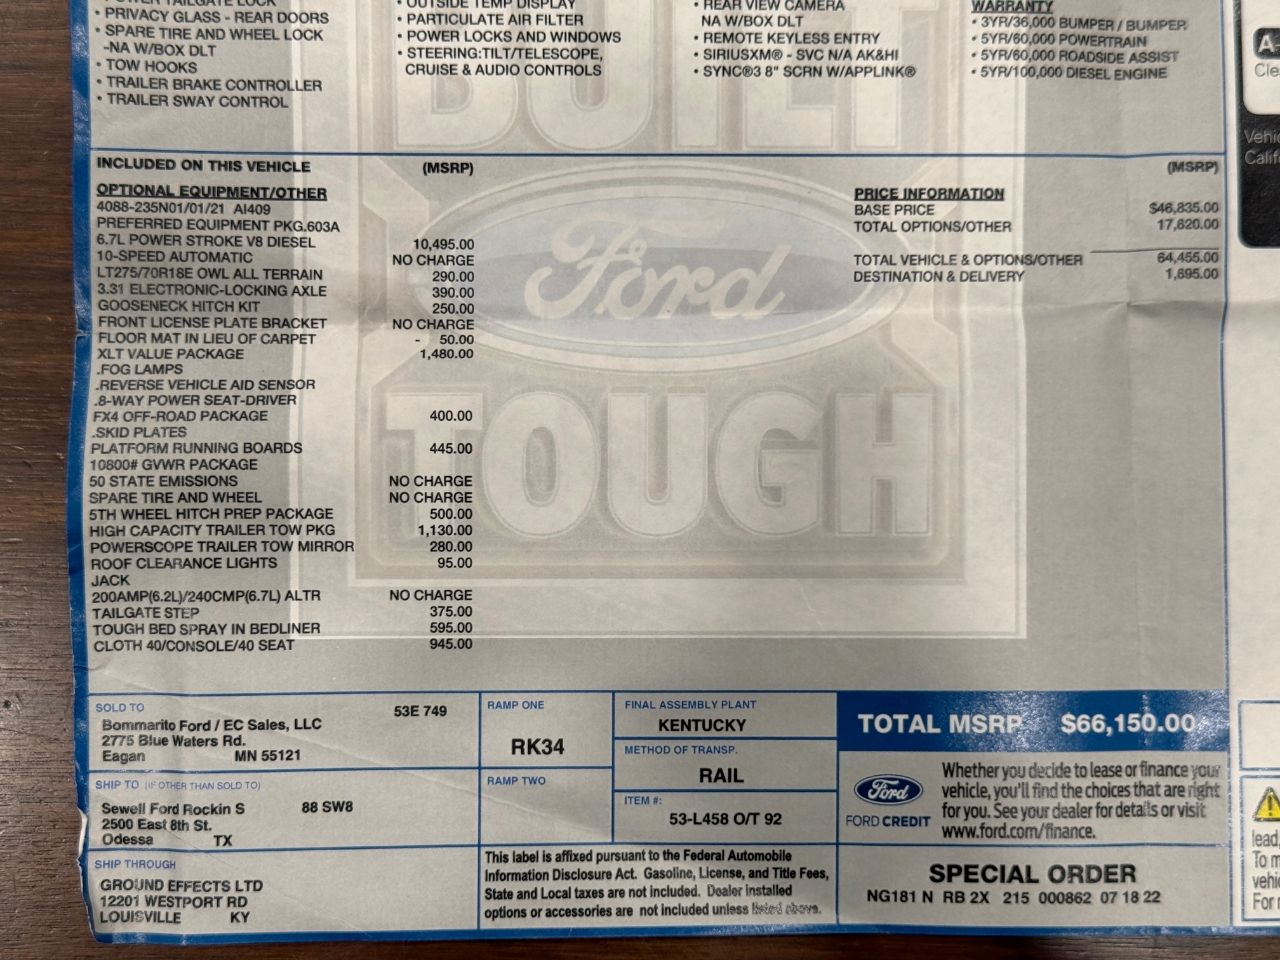 • PRIVACY GLASS - REAR DOORS
• SPARE TIRE AND WHEEL LOCK
-NA W/BOX DLT
• TOW HOOKS
• TRAILER BRAKE CONTROLLER
• TRAILER SWAY CONTROL
• OUTSIDE TEMP DISPLAY
• PARTICULATE AIR FILTER
• POWER LOCKS AND WINDOWS
• STEERING:TILT/TELESCOPE,
CRUISE & AUDIO CONTROLS
• REAR VIEW CAMERA
NA W/BOX DLT
• REMOTE KEYLESS ENTRY
• SIRIUSXM® - SVC N/A AK&HI
• SYNC®3 8" SCRN W/APPLINK®
WARRANTY
• 3YR/36,000 BUMPER / BUMPER
• 5YR/60,000 POWERTRAIN
• 5YR/60,000 ROADSIDE ASSIST
• 5YR/100,000 DIESEL ENGINE
BUILT
Ford
TOUGH
INCLUDED ON THIS VEHICLE (MSRP)
OPTIONAL EQUIPMENT/OTHER
4088-235N01/01/21 AI409
PREFERRED EQUIPMENT PKG.603A
6.7L POWER STROKE V8 DIESEL 10,495.00
10-SPEED AUTOMATIC NO CHARGE
LT275/70R18E OWL ALL TERRAIN 290.00
3.31 ELECTRONIC-LOCKING AXLE 390.00
GOOSENECK HITCH KIT 250.00
FRONT LICENSE PLATE BRACKET NO CHARGE
FLOOR MAT IN LIEU OF CARPET - 50.00
XLT VALUE PACKAGE 1,480.00
.FOG LAMPS
.REVERSE VEHICLE AID SENSOR
.8-WAY POWER SEAT-DRIVER
FX4 OFF-ROAD PACKAGE 400.00
.SKID PLATES
PLATFORM RUNNING BOARDS 445.00
10800# GVWR PACKAGE
50 STATE EMISSIONS NO CHARGE
SPARE TIRE AND WHEEL NO CHARGE
5TH WHEEL HITCH PREP PACKAGE 500.00
HIGH CAPACITY TRAILER TOW PKG 1,130.00
POWERSCOPE TRAILER TOW MIRROR 280.00
ROOF CLEARANCE LIGHTS 95.00
JACK
200AMP(6.2L)/240CMP(6.7L) ALTR NO CHARGE
TAILGATE STEP 375.00
TOUGH BED SPRAY IN BEDLINER 595.00
CLOTH 40/CONSOLE/40 SEAT 945.00
(MSRP)
PRICE INFORMATION
BASE PRICE $46,835.00
TOTAL OPTIONS/OTHER 17,620.00
TOTAL VEHICLE & OPTIONS/OTHER 64,455.00
DESTINATION & DELIVERY 1,695.00
SOLD TO 53E 749
Bommarito Ford / EC Sales, LLC
2775 Blue Waters Rd.
Eagan MN 55121
SHIP TO (IF OTHER THAN SOLD TO)
Sewell Ford Rockin S 88 SW8
2500 East 8th St.
Odessa TX
SHIP THROUGH
GROUND EFFECTS LTD
12201 WESTPORT RD
LOUISVILLE KY
RAMP ONE
RK34
RAMP TWO
FINAL ASSEMBLY PLANT
KENTUCKY
METHOD OF TRANSP.
RAIL
ITEM #:
53-L458 O/T 92
This label is affixed pursuant to the Federal Automobile
Information Disclosure Act. Gasoline, License, and Title Fees,
State and Local taxes are not included. Dealer installed
options or accessories are not included unless listed above.
TOTAL MSRP $66,150.00
Ford
FORD CREDIT
Whether you decide to lease or finance your
vehicle, you'll find the choices that are right
for you. See your dealer for details or visit
www.ford.com/finance.
SPECIAL ORDER
NG181 N RB 2X 215 000862 07 18 22
lead,
To m
For